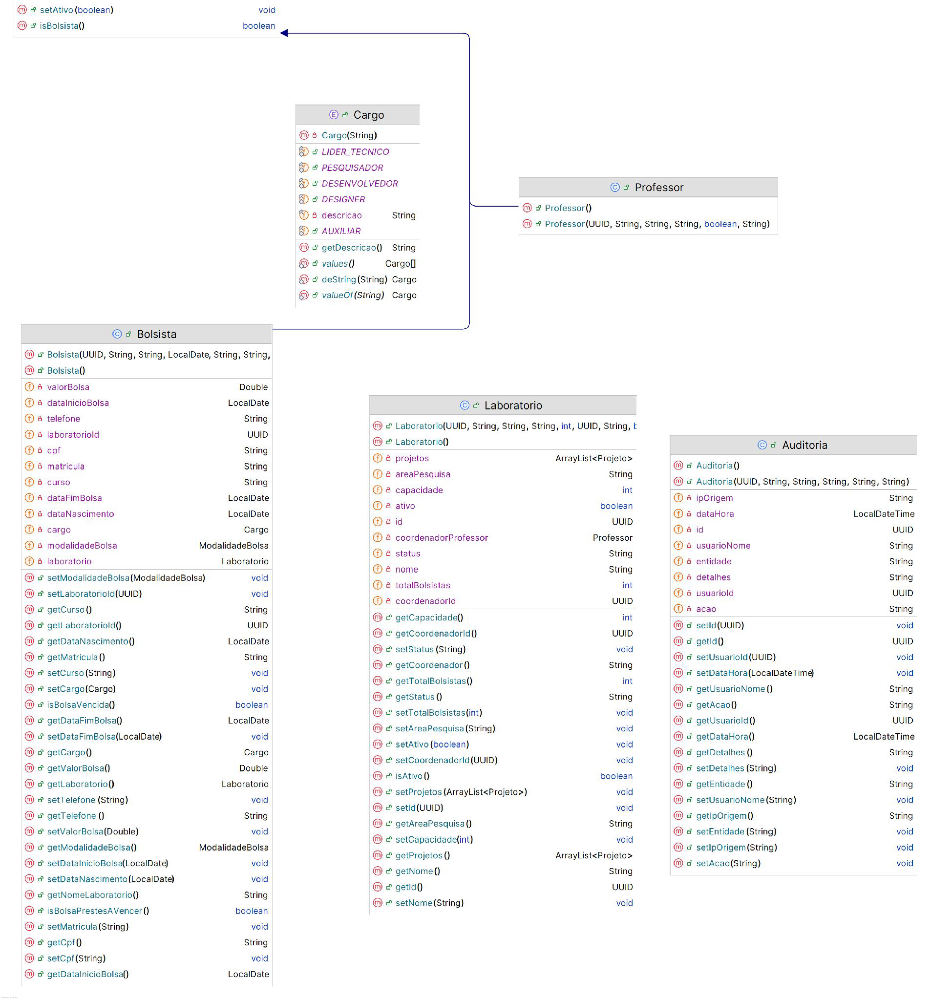 setAtivo(boolean) void
isBolsista() boolean
Cargo
Cargo(String)
LIDER_TECNICO
PESQUISADOR
DESENVOLVEDOR
DESIGNER
descricao String
AUXILIAR
getDescricao() String
values() Cargo[]
deString(String) Cargo
valueOf(String) Cargo
Professor
Professor()
Professor(UUID, String, String, String, boolean, String)
Bolsista
Bolsista(UUID, String, String, LocalDate, String, String,
Bolsista()
valorBolsa Double
dataInicioBolsa LocalDate
telefone String
laboratorioId UUID
cpf String
matricula String
curso String
dataFimBolsa LocalDate
dataNascimento LocalDate
cargo Cargo
modalidadeBolsa ModalidadeBolsa
laboratorio Laboratorio
setModalidadeBolsa(ModalidadeBolsa) void
setLaboratorioId(UUID) void
getCurso() String
getLaboratorioId() UUID
getDataNascimento() LocalDate
getMatricula() String
setCurso(String) void
setCargo(Cargo) void
isBolsaVencida() boolean
getDataFimBolsa() LocalDate
setDataFimBolsa(LocalDate) void
getCargo() Cargo
getValorBolsa() Double
getLaboratorio() Laboratorio
setTelefone(String) void
getTelefone() String
setValorBolsa(Double) void
getModalidadeBolsa() ModalidadeBolsa
setDataInicioBolsa(LocalDate) void
setDataNascimento(LocalDate) void
getNomeLaboratorio() String
isBolsaPrestesAVencer() boolean
setMatricula(String) void
getCpf() String
setCpf(String) void
getDataInicioBolsa() LocalDate
Laboratorio
Laboratorio(UUID, String, String, String, int, UUID, String, b
Laboratorio()
projetos ArrayList<Projeto>
areaPesquisa String
capacidade int
ativo boolean
id UUID
coordenadorProfessor Professor
status String
nome String
totalBolsistas int
coordenadorId UUID
getCapacidade() int
getCoordenadorId() UUID
setStatus(String) void
getCoordenador() String
getTotalBolsistas() int
getStatus() String
setTotalBolsistas(int) void
setAreaPesquisa(String) void
setAtivo(boolean) void
setCoordenadorId(UUID) void
isAtivo() boolean
setProjetos(ArrayList<Projeto>) void
setId(UUID) void
getAreaPesquisa() String
setCapacidade(int) void
getProjetos() ArrayList<Projeto>
getNome() String
getId() UUID
setNome(String) void
Auditoria
Auditoria()
Auditoria(UUID, String, String, String, String, String)
ipOrigem String
dataHora LocalDateTime
id UUID
usuarioNome String
entidade String
detalhes String
usuarioId UUID
acao String
setId(UUID) void
getId() UUID
setUsuarioId(UUID) void
setDataHora(LocalDateTime) void
getUsuarioNome() String
getAcao() String
getUsuarioId() UUID
getDataHora() LocalDateTime
getDetalhes() String
setDetalhes(String) void
getEntidade() String
setUsuarioNome(String) void
getIpOrigem() String
setEntidade(String) void
setIpOrigem(String) void
setAcao(String) void